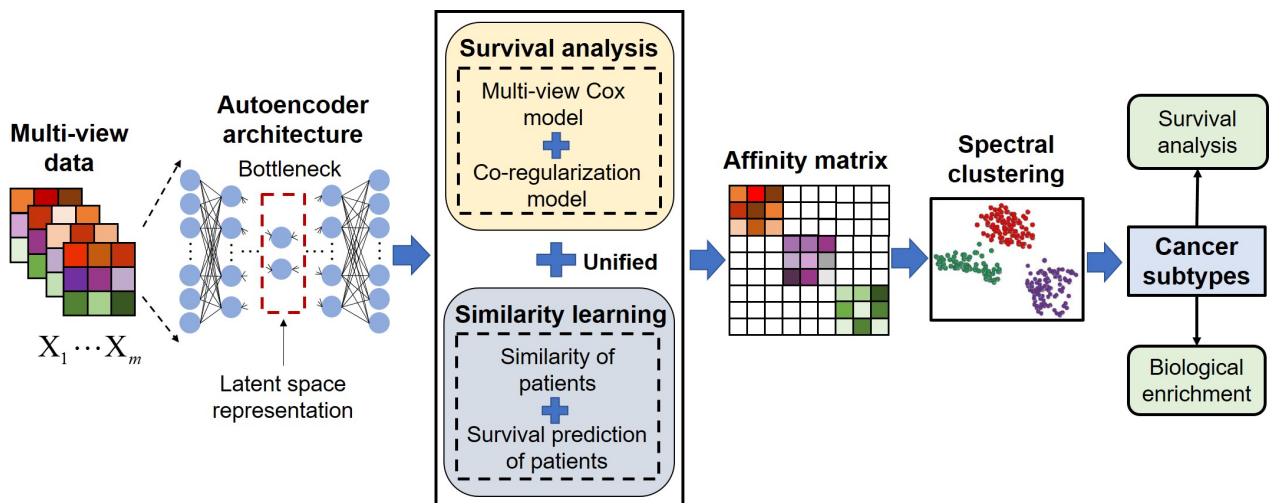 Multi-view
data
X1 ⋯ Xm
Autoencoder
architecture
Bottleneck
Latent space
representation
Survival analysis
Multi-view Cox
model
Co-regularization
model
Unified
Similarity learning
Similarity of
patients
Survival prediction
of patients
Affinity matrix
Spectral
clustering
Survival
analysis
Cancer
subtypes
Biological
enrichment